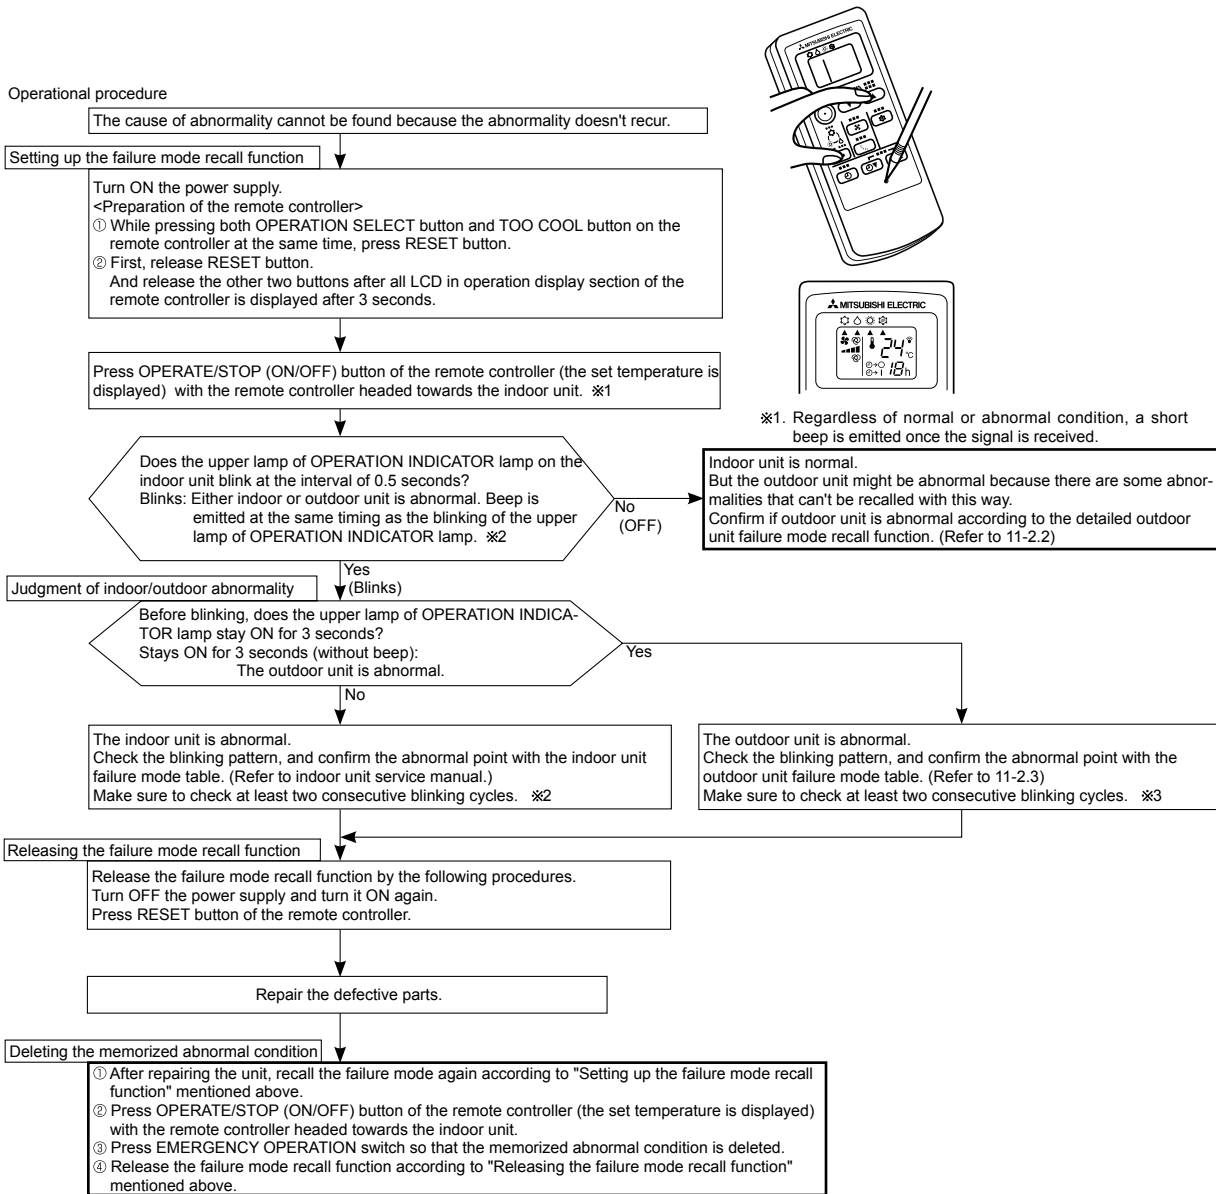 MITSUBISHI ELECTRIC
Operational procedure
The cause of abnormality cannot be found because the abnormality doesn't recur.
Setting up the failure mode recall function
Turn ON the power supply.
<Preparation of the remote controller>
① While pressing both OPERATION SELECT button and TOO COOL button on the
remote controller at the same time, press RESET button.
② First, release RESET button.
And release the other two buttons after all LCD in operation display section of the
remote controller is displayed after 3 seconds.
MITSUBISHI ELECTRIC
24°C
18h
Press OPERATE/STOP (ON/OFF) button of the remote controller (the set temperature is
displayed) with the remote controller headed towards the indoor unit. ※1
※1. Regardless of normal or abnormal condition, a short
beep is emitted once the signal is received.
Does the upper lamp of OPERATION INDICATOR lamp on the
indoor unit blink at the interval of 0.5 seconds?
Blinks: Either indoor or outdoor unit is abnormal. Beep is
emitted at the same timing as the blinking of the upper
lamp of OPERATION INDICATOR lamp. ※2
No
(OFF)
Indoor unit is normal.
But the outdoor unit might be abnormal because there are some abnor-
malities that can't be recalled with this way.
Confirm if outdoor unit is abnormal according to the detailed outdoor
unit failure mode recall function. (Refer to 11-2.2)
Yes
(Blinks)
Judgment of indoor/outdoor abnormality
Before blinking, does the upper lamp of OPERATION INDICA-
TOR lamp stay ON for 3 seconds?
Stays ON for 3 seconds (without beep):
The outdoor unit is abnormal.
Yes
No
The indoor unit is abnormal.
Check the blinking pattern, and confirm the abnormal point with the indoor unit
failure mode table. (Refer to indoor unit service manual.)
Make sure to check at least two consecutive blinking cycles. ※2
The outdoor unit is abnormal.
Check the blinking pattern, and confirm the abnormal point with the
outdoor unit failure mode table. (Refer to 11-2.3)
Make sure to check at least two consecutive blinking cycles. ※3
Releasing the failure mode recall function
Release the failure mode recall function by the following procedures.
Turn OFF the power supply and turn it ON again.
Press RESET button of the remote controller.
Repair the defective parts.
Deleting the memorized abnormal condition
① After repairing the unit, recall the failure mode again according to "Setting up the failure mode recall
function" mentioned above.
② Press OPERATE/STOP (ON/OFF) button of the remote controller (the set temperature is displayed)
with the remote controller headed towards the indoor unit.
③ Press EMERGENCY OPERATION switch so that the memorized abnormal condition is deleted.
④ Release the failure mode recall function according to "Releasing the failure mode recall function"
mentioned above.